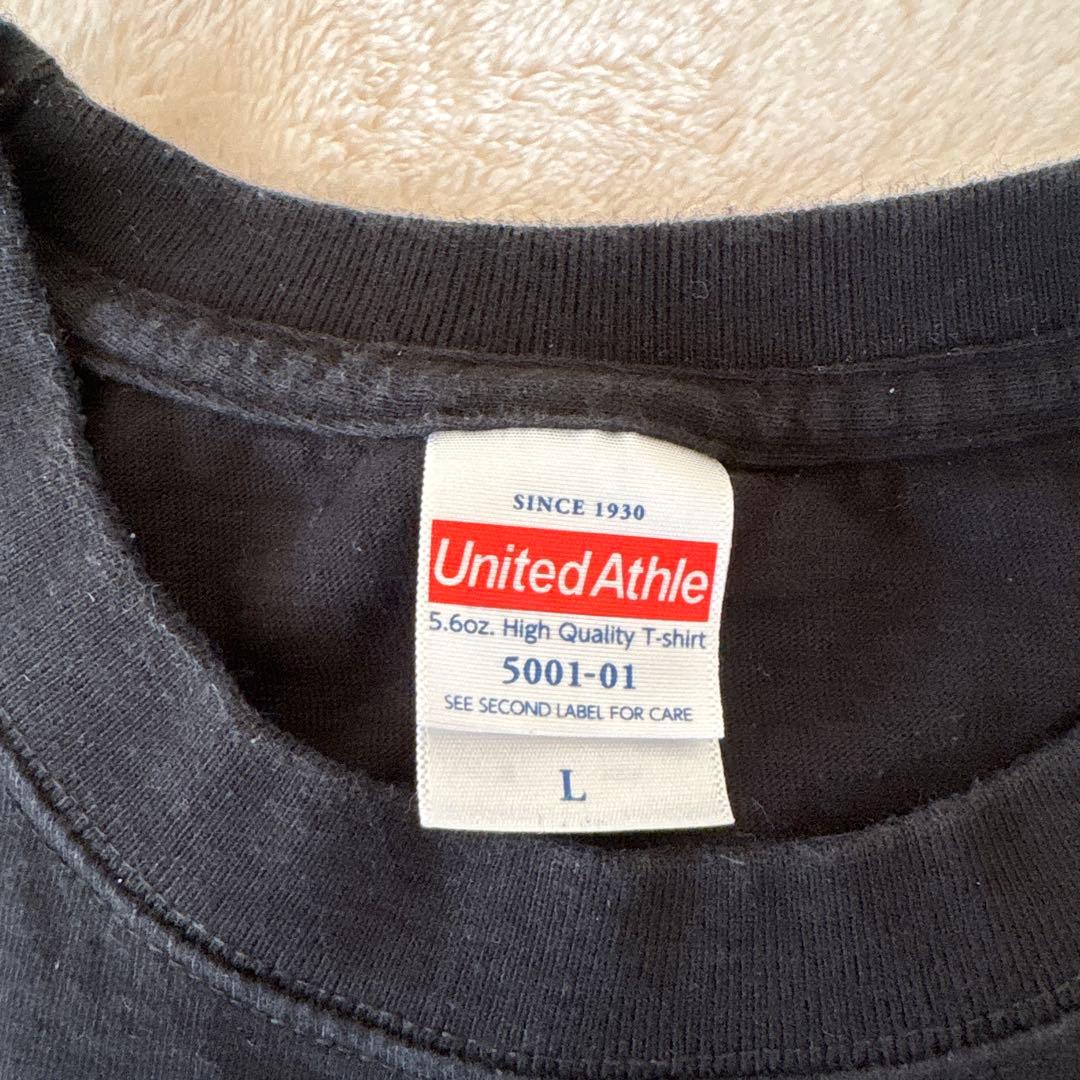 SINCE 1930
United Athle
5.6oz. High Quality T-shirt
5001-01
SEE SECOND LABEL FOR CARE
L